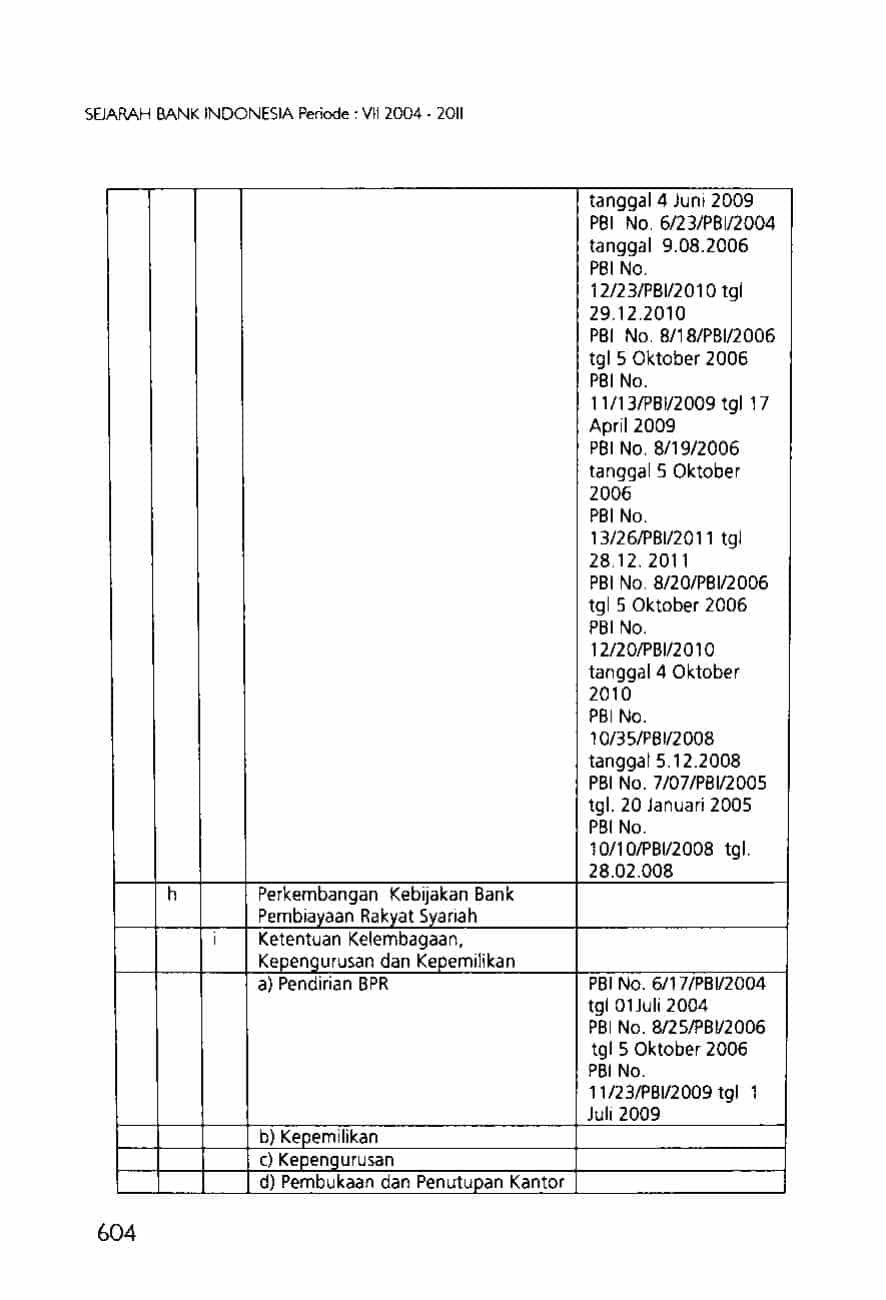 SEJARAH BANK INDONESIA Periode : VII 2004 - 2011
tanggal 4 Juni 2009
PBI No. 6/23/PBI/2004
tanggal 9.08.2006
PBI No.
12/23/PBI/2010 tgl
29.12.2010
PBI No. 8/18/PBI/2006
tgl 5 Oktober 2006
PBI No.
11/13/PBI/2009 tgl 17
April 2009
PBI No. 8/19/2006
tanggal 5 Oktober
2006
PBI No.
13/26/PBI/2011 tgl
28.12. 2011
PBI No. 8/20/PBI/2006
tgl 5 Oktober 2006
PBI No.
12/20/PBI/2010
tanggal 4 Oktober
2010
PBI No.
10/35/PBI/2008
tanggal 5.12.2008
PBI No. 7/07/PBI/2005
tgl. 20 Januari 2005
PBI No.
10/10/PBI/2008 tgl.
28.02.008
h Perkembangan Kebijakan Bank
Pembiayaan Rakyat Syariah
i Ketentuan Kelembagaan,
Kepengurusan dan Kepemilikan
a) Pendirian BPR PBI No. 6/17/PBI/2004
tgl 01Juli 2004
PBI No. 8/25/PBI/2006
tgl 5 Oktober 2006
PBI No.
11/23/PBI/2009 tgl 1
Juli 2009
b) Kepemilikan
c) Kepengurusan
d) Pembukaan dan Penutupan Kantor
604